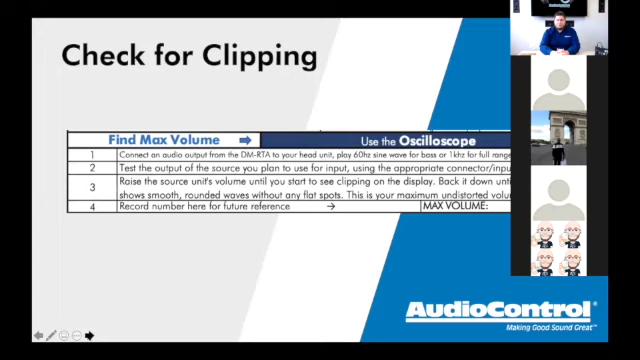 Check for Clipping
Find Max Volume
Use the Oscilloscope
1 Connect an audio output from the DM-RTA to your head unit, play 60hz sine wave for bass or 1khz for full range
2 Test the output of the source you plan to use for input, using the appropriate connector/inpu
3 Raise the source unit's volume until you start to see clipping on the display. Back it down unti
shows smooth, rounded waves without any flat spots. This is your maximum undistorted volu
4 Record number here for future reference → MAX VOLUME:
AudioControl®
Making Good Sound Great™